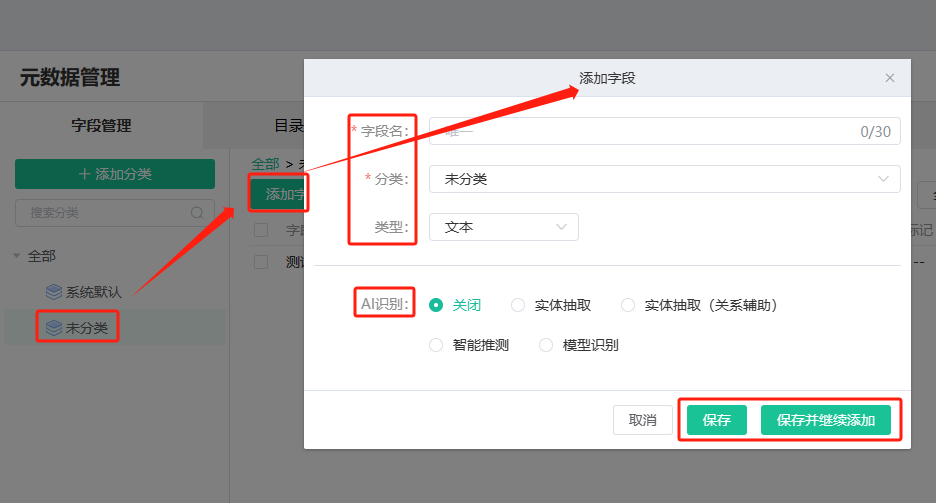 元数据管理
字段管理
目录
添加字段
+ 添加分类
搜索分类
全部
系统默认
未分类
全部 >
添加字
字
测
标记
--
* 字段名:
唯一
0/30
* 分类:
未分类
类型:
文本
AI识别:
关闭
实体抽取
实体抽取（关系辅助）
智能推测
模型识别
取消
保存
保存并继续添加